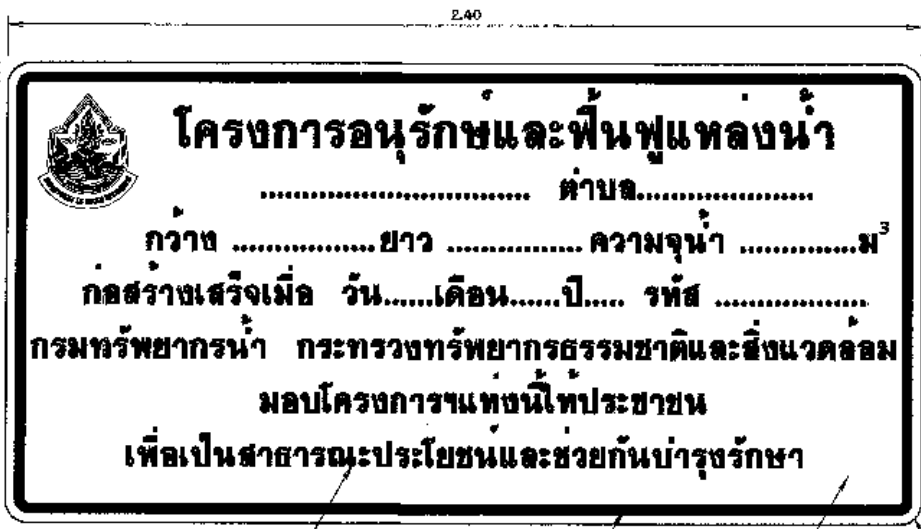 2.40
โครงการอนุรักษ์และฟื้นฟูแหล่งน้ำ
.............................. ตำบล....................
กว้าง ................ยาว ............... ความจุน้ำ .............ม³
ก่อสร้างเสร็จเมื่อ วัน......เดือน......ปี..... รหัส .................
กรมทรัพยากรน้ำ กระทรวงทรัพยากรธรรมชาติและสิ่งแวดล้อม
มอบโครงการฯแห่งนี้ให้ประชาชน
เพื่อเป็นสาธารณะประโยชน์และช่วยกันบำรุงรักษา